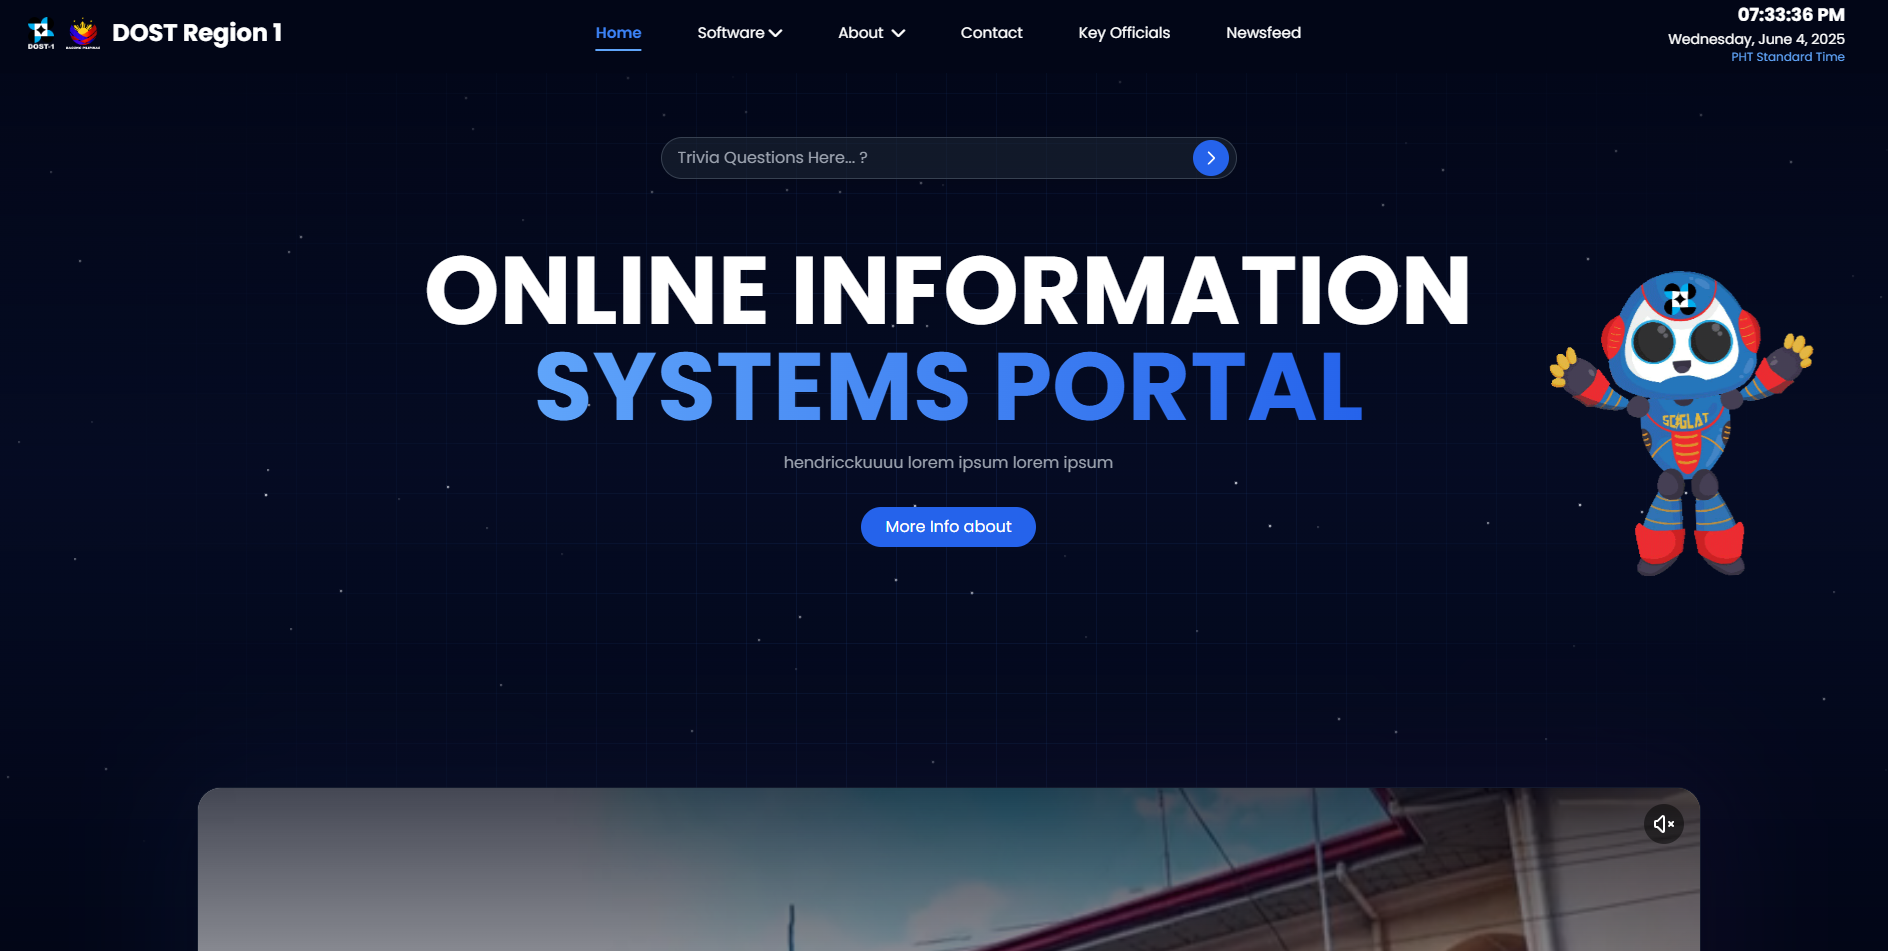 DOST-1
BAGONG PILIPINAS
DOST Region 1
Home
Software
About
Contact
Key Officials
Newsfeed
07:33:36 PM
Wednesday, June 4, 2025
PHT Standard Time
Trivia Questions Here... ?
ONLINE INFORMATION
SYSTEMS PORTAL
hendricckuuuu lorem ipsum lorem ipsum
More Info about
SCIGLAT